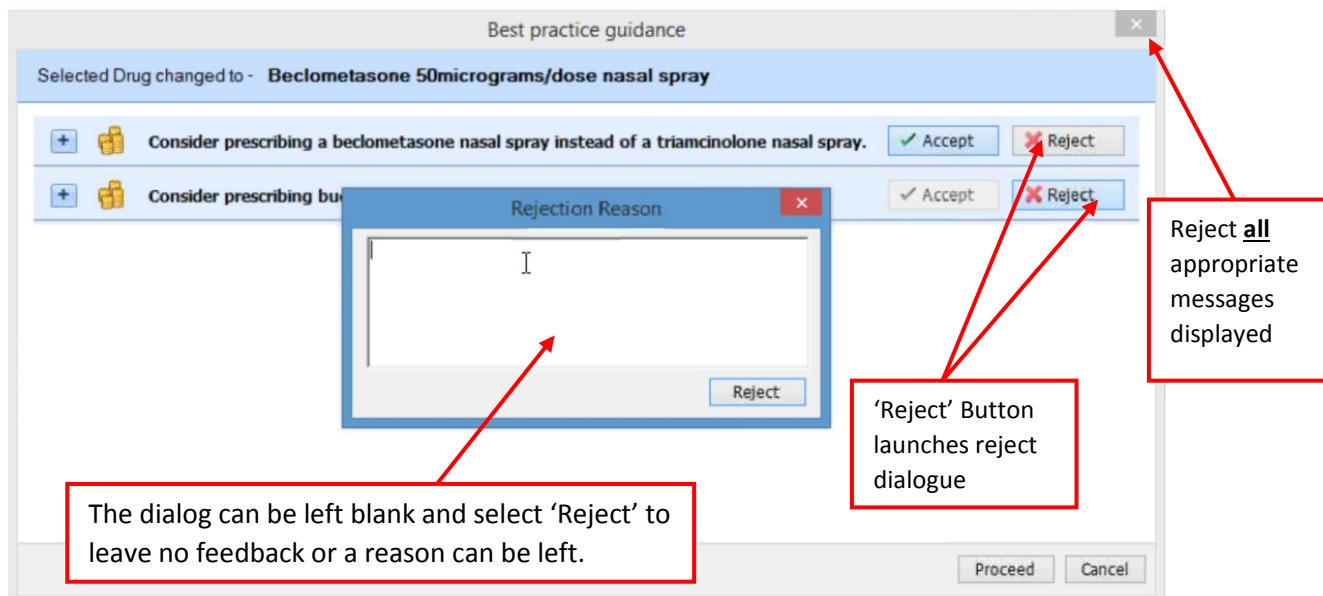 Best practice guidance
Selected Drug changed to - Beclometasone 50micrograms/dose nasal spray
Consider prescribing a beclometasone nasal spray instead of a triamcinolone nasal spray. Accept Reject
Consider prescribing Accept Reject
Rejection Reason
Reject
Reject all
appropriate
messages
displayed
‘Reject’ Button
launches reject
dialogue
The dialog can be left blank and select ‘Reject’ to
leave no feedback or a reason can be left.
Proceed Cancel